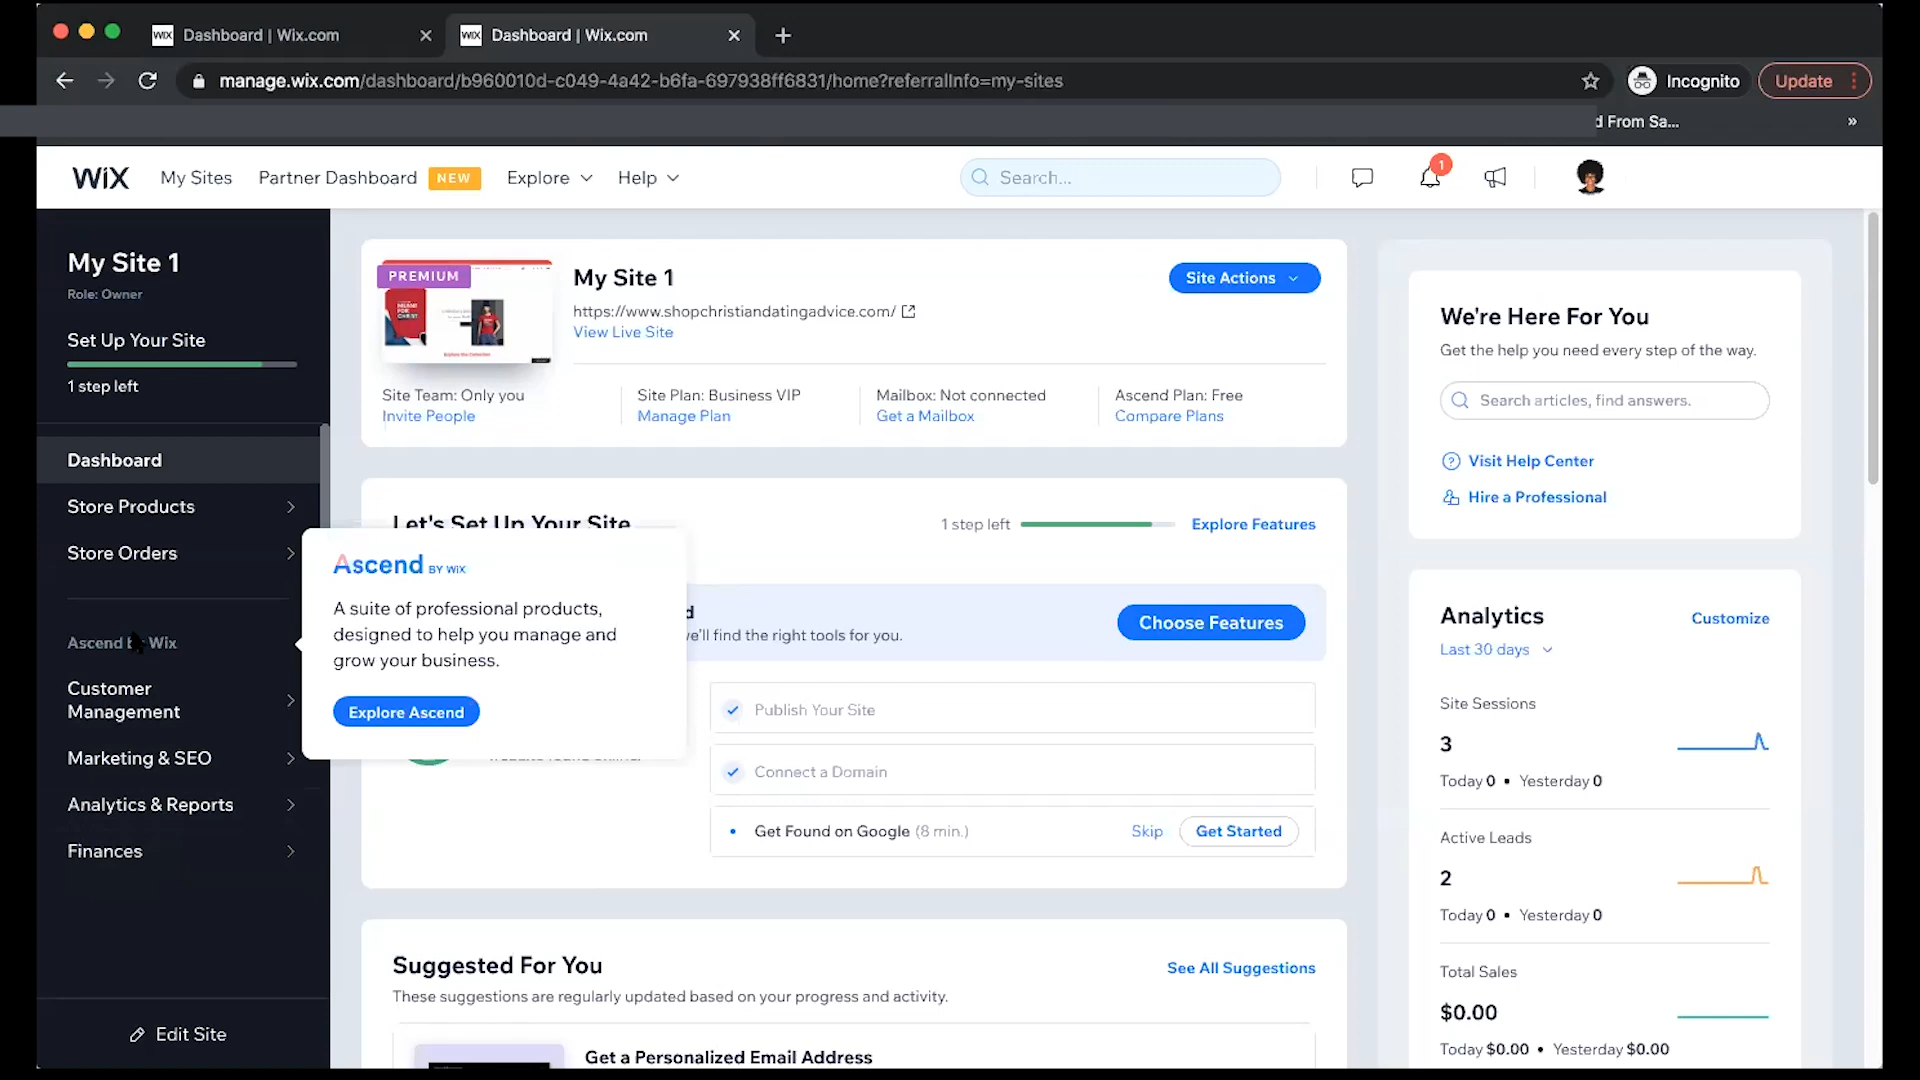 WIX Dashboard | Wix.com
WIX Dashboard | Wix.com
manage.wix.com/dashboard/b960010d-c049-4a42-b6fa-697938ff6831/home?referralInfo=my-sites
Incognito
Update
d From Sa...
»
WIX
My Sites
Partner Dashboard
NEW
Explore
Help
Search...
1
My Site 1
Role: Owner
Set Up Your Site
1 step left
Dashboard
Store Products
Store Orders
Ascend by Wix
Customer
Management
Marketing & SEO
Analytics & Reports
Finances
Edit Site
PREMIUM
My Site 1
https://www.shopchristiandatingadvice.com/
View Live Site
Site Actions
Site Team: Only you
Invite People
Site Plan: Business VIP
Manage Plan
Mailbox: Not connected
Get a Mailbox
Ascend Plan: Free
Compare Plans
Let's Set Up Your Site
1 step left
Explore Features
Ascend BY WIX
A suite of professional products,
designed to help you manage and
grow your business.
Explore Ascend
we'll find the right tools for you.
Choose Features
Publish Your Site
Connect a Domain
Get Found on Google (8 min.)
Skip
Get Started
Suggested For You
See All Suggestions
These suggestions are regularly updated based on your progress and activity.
Get a Personalized Email Address
We're Here For You
Get the help you need every step of the way.
Search articles, find answers.
Visit Help Center
Hire a Professional
Analytics
Customize
Last 30 days
Site Sessions
3
Today 0 • Yesterday 0
Active Leads
2
Today 0 • Yesterday 0
Total Sales
$0.00
Today $0.00 • Yesterday $0.00